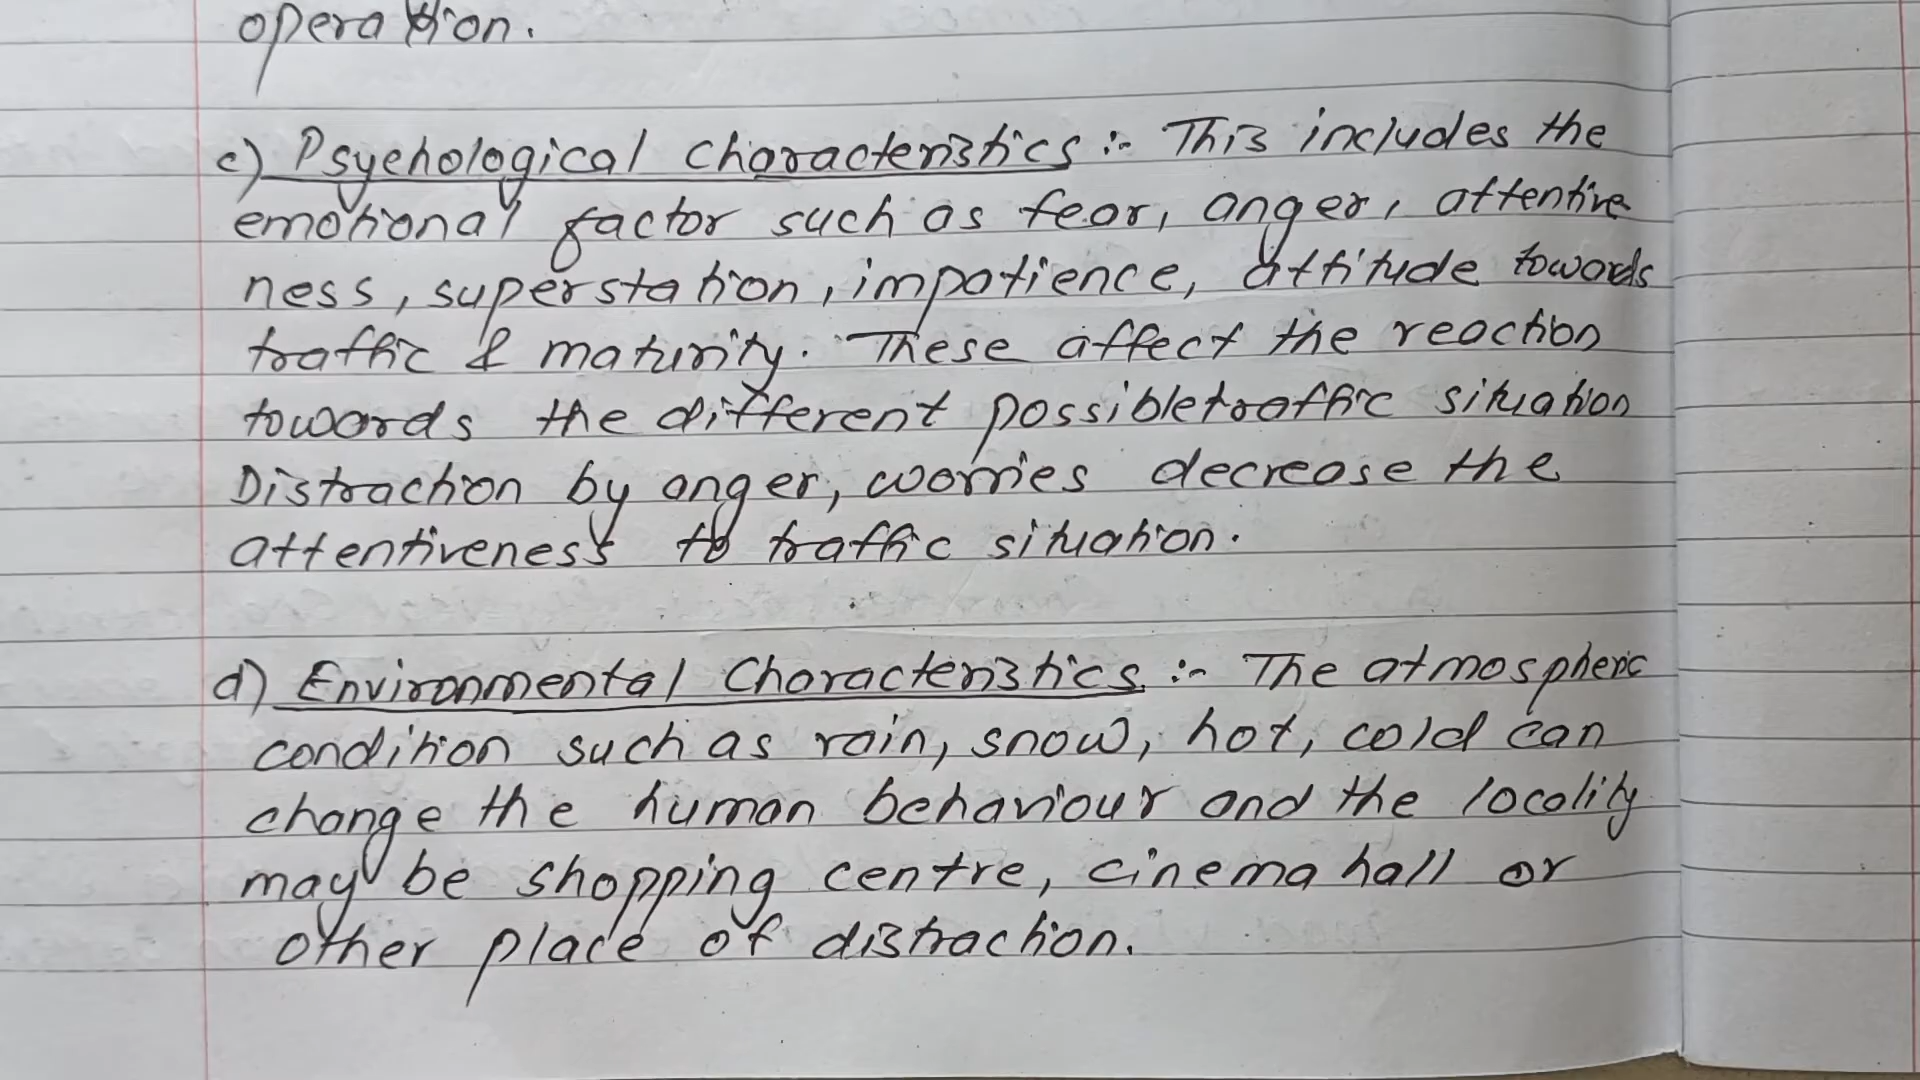 operation.
c) Psychological Characteristics :- This includes the
emotional factor such as fear, anger, attentive
ness, superstation, impatience, attitude towards
traffic & maturity. These affect the reaction
towards the different possible traffic situation
Distraction by anger, worries decrease the
attentiveness to traffic situation.
d) Environmental Characteristics :- The atmospheric
condition such as rain, snow, hot, cold can
change the human behaviour and the locality
may be shopping centre, cinema hall or
other place of distraction.